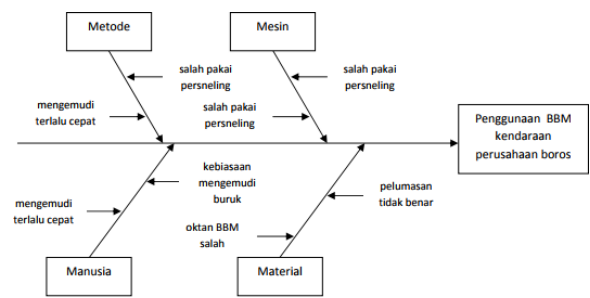 Metode
Mesin
salah pakai
persneling
salah pakai
persneling
mengemudi
terlalu cepat
salah pakai
persneling
Penggunaan BBM
kendaraan
perusahaan boros
kebiasaan
mengemudi
buruk
pelumasan
tidak benar
mengemudi
terlalu cepat
oktan BBM
salah
Manusia
Material